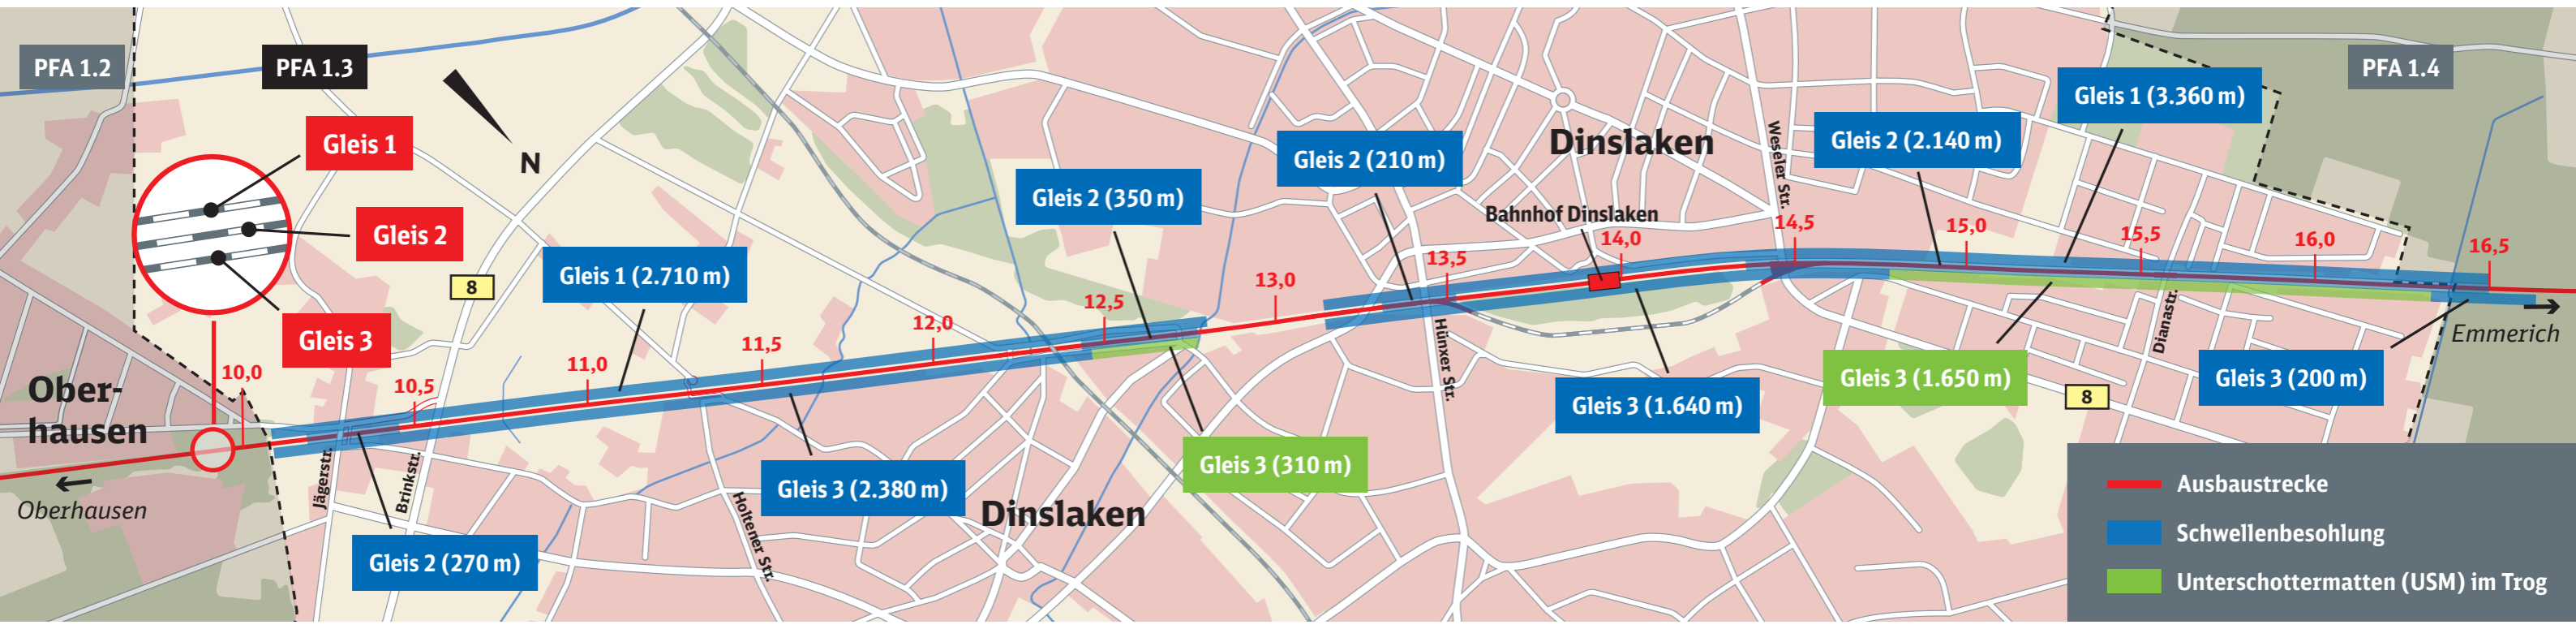 PFA 1.2
PFA 1.3
PFA 1.4
N
Gleis 1
Gleis 2
Gleis 3
8
Gleis 1 (2.710 m)
Gleis 2 (350 m)
Gleis 2 (210 m)
Dinslaken
Bahnhof Dinslaken
Weseler Str.
Gleis 2 (2.140 m)
Gleis 1 (3.360 m)
10,0
10,5
11,0
11,5
12,0
12,5
13,0
13,5
14,0
14,5
15,0
15,5
16,0
16,5
Ober-
hausen
Oberhausen
Emmerich
Jägerstr.
Brinkstr.
Holtener Str.
Hünxer Str.
Dianastr.
Gleis 2 (270 m)
Gleis 3 (2.380 m)
Dinslaken
Gleis 3 (310 m)
Gleis 3 (1.640 m)
Gleis 3 (1.650 m)
8
Gleis 3 (200 m)
Ausbaustrecke
Schwellenbesohlung
Unterschottermatten (USM) im Trog